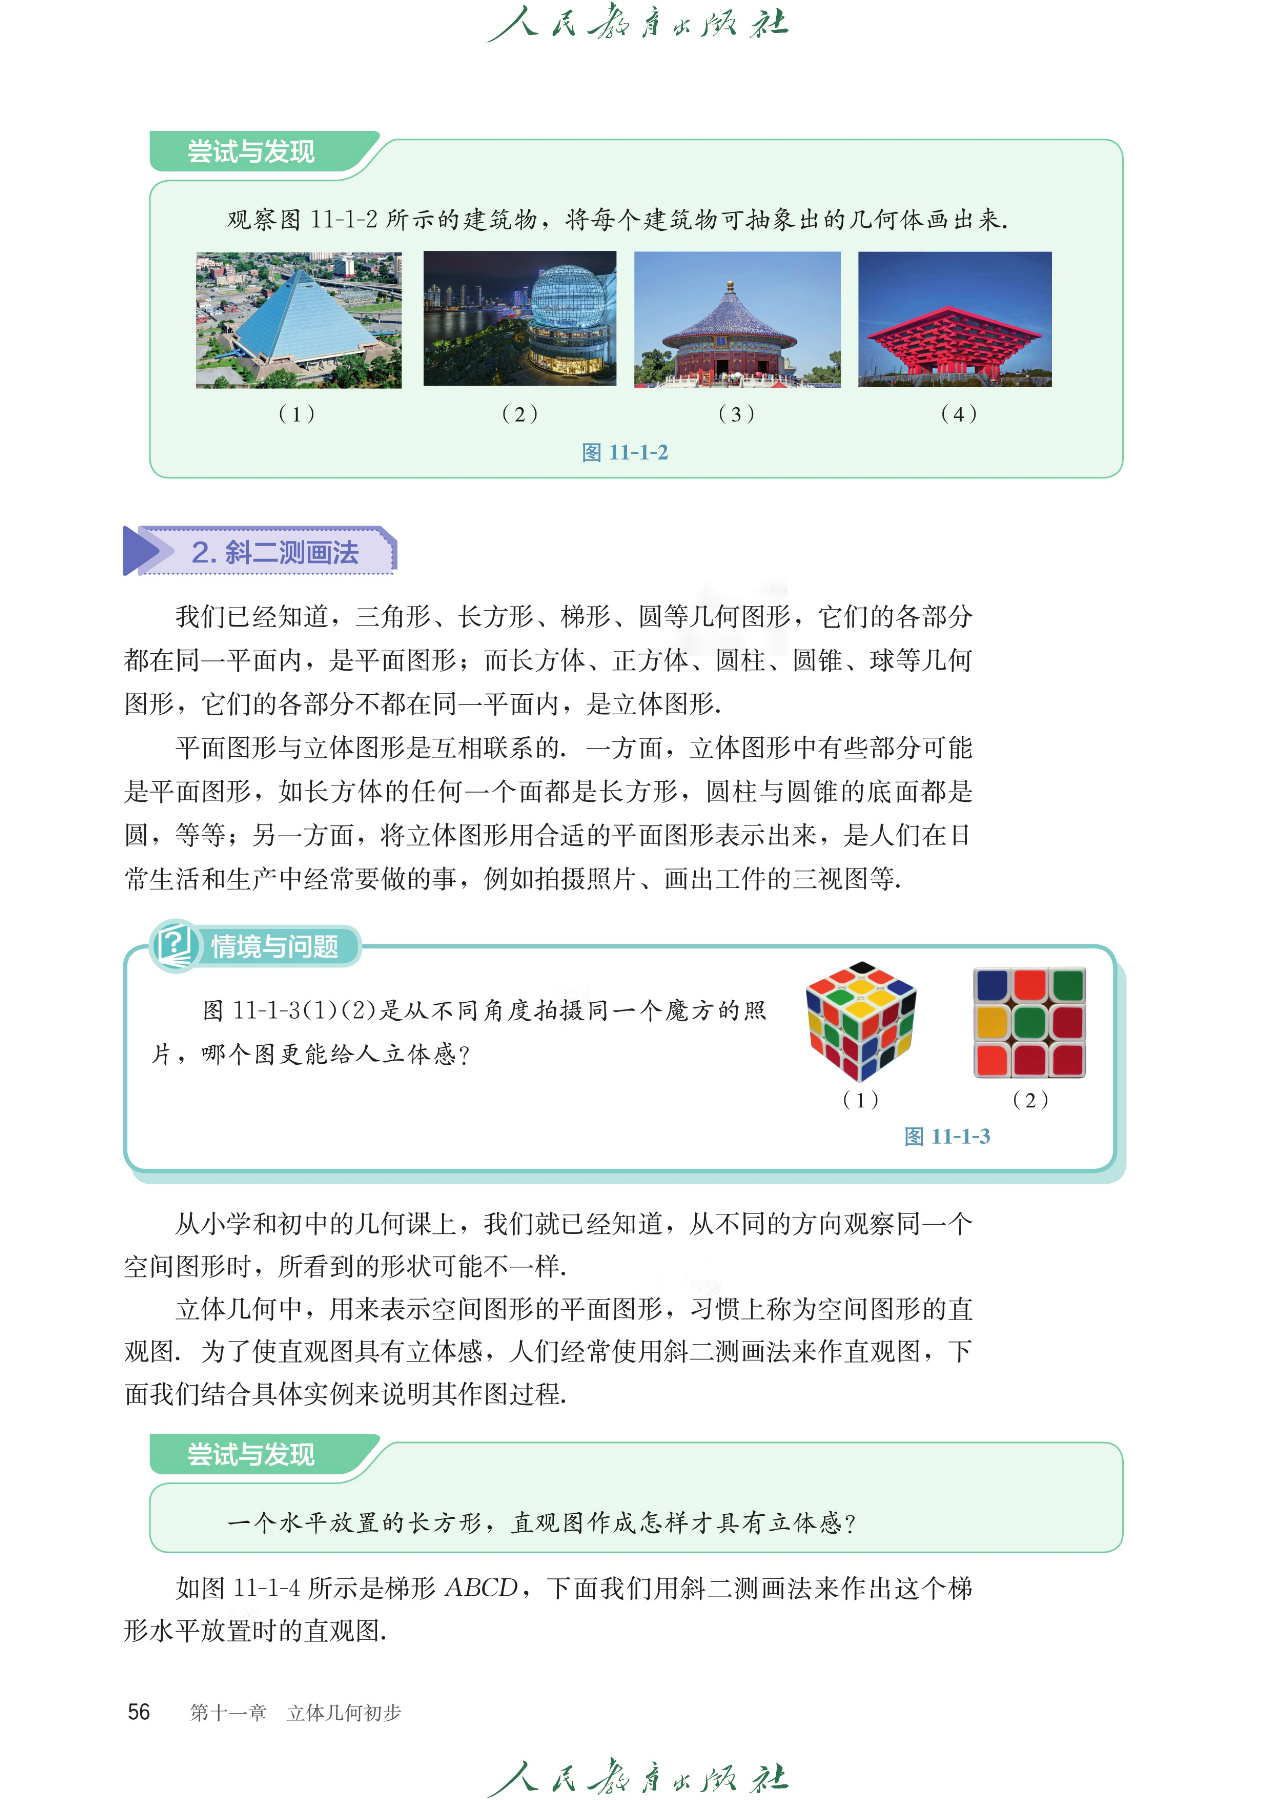 人民教育出版社
尝试与发现
观察图 11-1-2 所示的建筑物，将每个建筑物可抽象出的几何体画出来.
（1）
（2）
（3）
（4）
图 11-1-2
2. 斜二测画法
我们已经知道，三角形、长方形、梯形、圆等几何图形，它们的各部分
都在同一平面内，是平面图形；而长方体、正方体、圆柱、圆锥、球等几何
图形，它们的各部分不都在同一平面内，是立体图形.
平面图形与立体图形是互相联系的. 一方面，立体图形中有些部分可能
是平面图形，如长方体的任何一个面都是长方形，圆柱与圆锥的底面都是
圆，等等；另一方面，将立体图形用合适的平面图形表示出来，是人们在日
常生活和生产中经常要做的事，例如拍摄照片、画出工件的三视图等.
情境与问题
图 11-1-3(1)(2)是从不同角度拍摄同一个魔方的照
片，哪个图更能给人立体感?
（1）
（2）
图 11-1-3
从小学和初中的几何课上，我们就已经知道，从不同的方向观察同一个
空间图形时，所看到的形状可能不一样.
立体几何中，用来表示空间图形的平面图形，习惯上称为空间图形的直
观图. 为了使直观图具有立体感，人们经常使用斜二测画法来作直观图，下
面我们结合具体实例来说明其作图过程.
尝试与发现
一个水平放置的长方形，直观图作成怎样才具有立体感?
如图 11-1-4 所示是梯形 ABCD，下面我们用斜二测画法来作出这个梯
形水平放置时的直观图.
56 第十一章 立体几何初步
人民教育出版社